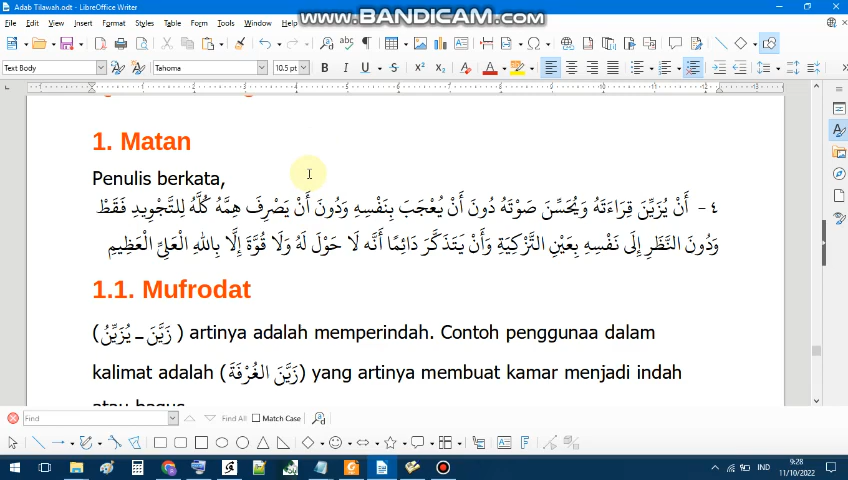 Adab Tilawah.odt - LibreOffice Writer
WWW.BANDICAM.COM
File Edit View Insert Format Styles Table Form Tools Window Help
Text Body Tahoma 10.5 pt
1. Matan
Penulis berkata,
٤ - أَنْ يُزَيِّنَ قِرَاءَتَهُ وَيُحَسِّنَ صَوْتَهُ دُونَ أَنْ يُعْجَبَ بِنَفْسِهِ وَدُونَ أَنْ يَصْرِفَ هِمَّهُ كُلَّهُ لِلتَّجْوِيدِ فَقَطْ
وَدُونَ النَّظَرِ إِلَى نَفْسِهِ بِعَيْنِ التَّزْكِيَةِ وَأَنْ يَتَذَكَّرَ دَائِمًا أَنَّه لَا حَوْلَ لَهُ وَلَا قُوَّةَ إِلَّا بِاللهِ الْعَلِيِّ الْعَظِيمِ
1.1. Mufrodat
(زَيَّنَ – يُزَيِّنُ) artinya adalah memperindah. Contoh penggunaa dalam
kalimat adalah (زَيَّنَ الغُرْفَةَ) yang artinya membuat kamar menjadi indah
atau bagus
Find Find All Match Case
IND 9:28
11/10/2022